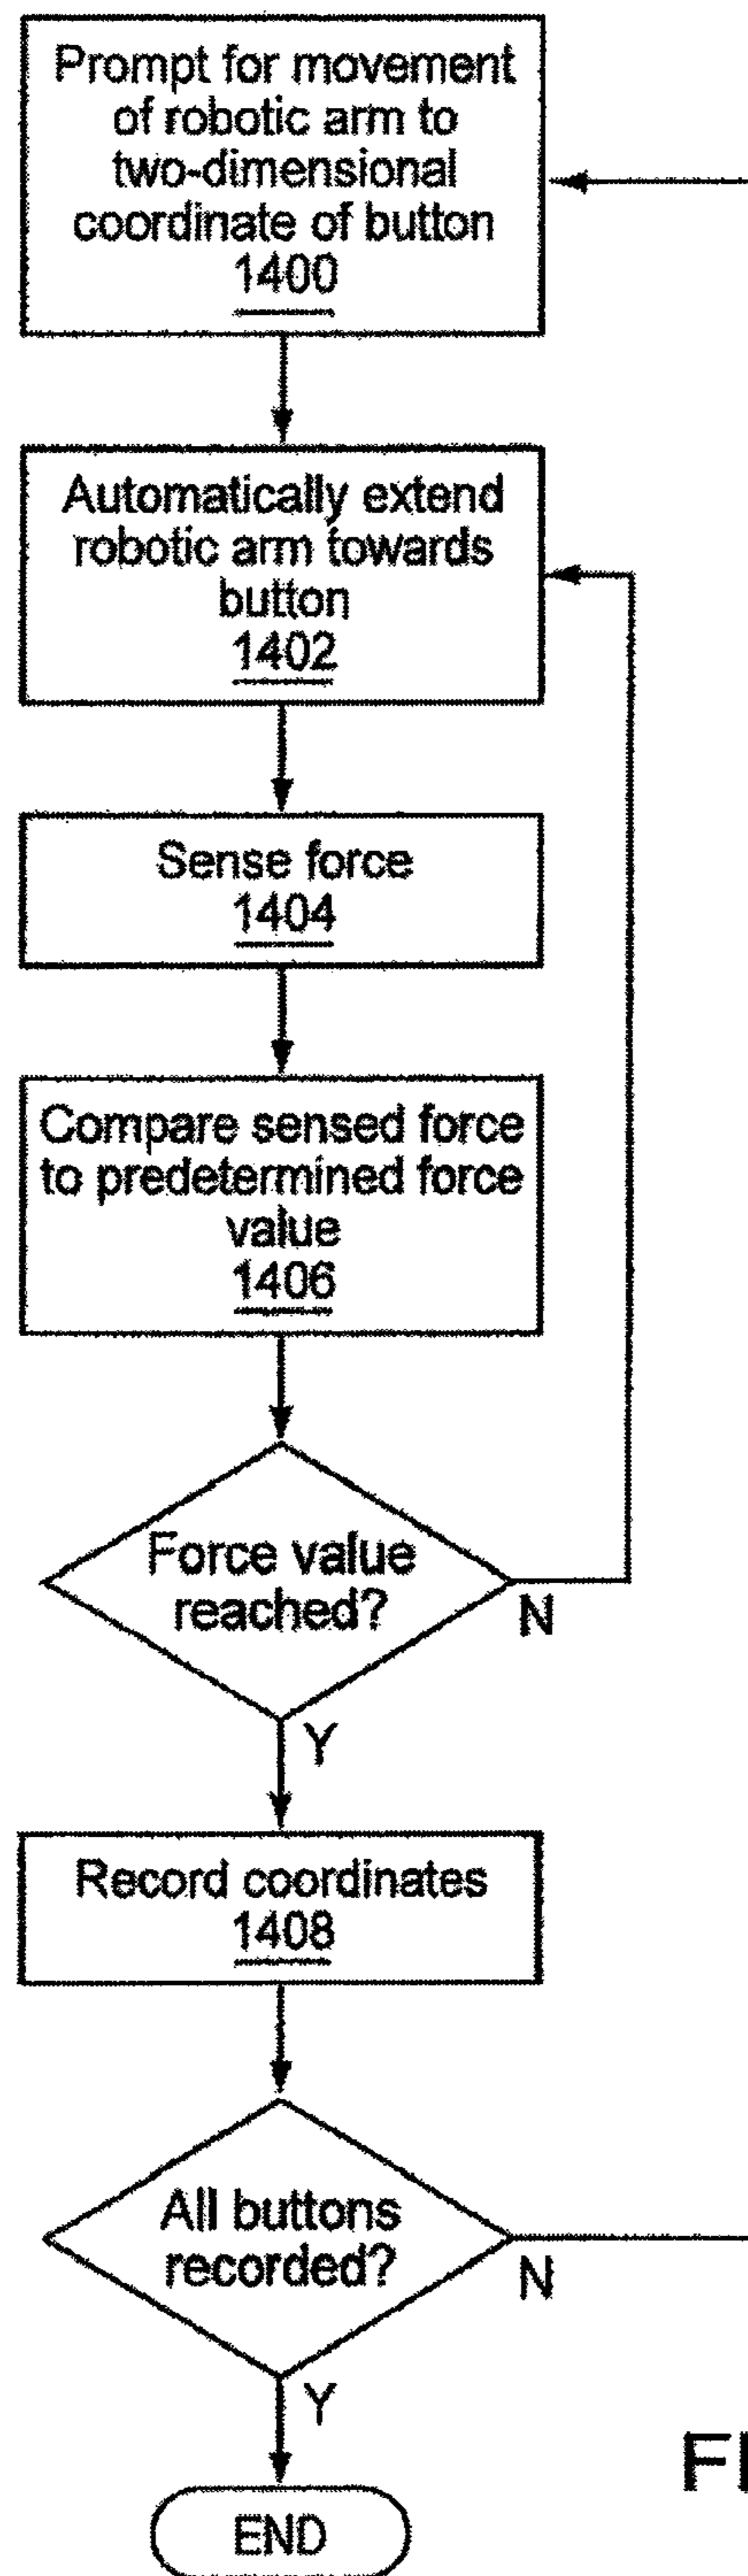 Prompt for movement
of robotic arm to
two-dimensional
coordinate of button
1400
Automatically extend
robotic arm towards
button
1402
Sense force
1404
Compare sensed force
to predetermined force
value
1406
Force value
reached?
N
Y
Record coordinates
1408
All buttons
recorded?
N
Y
END